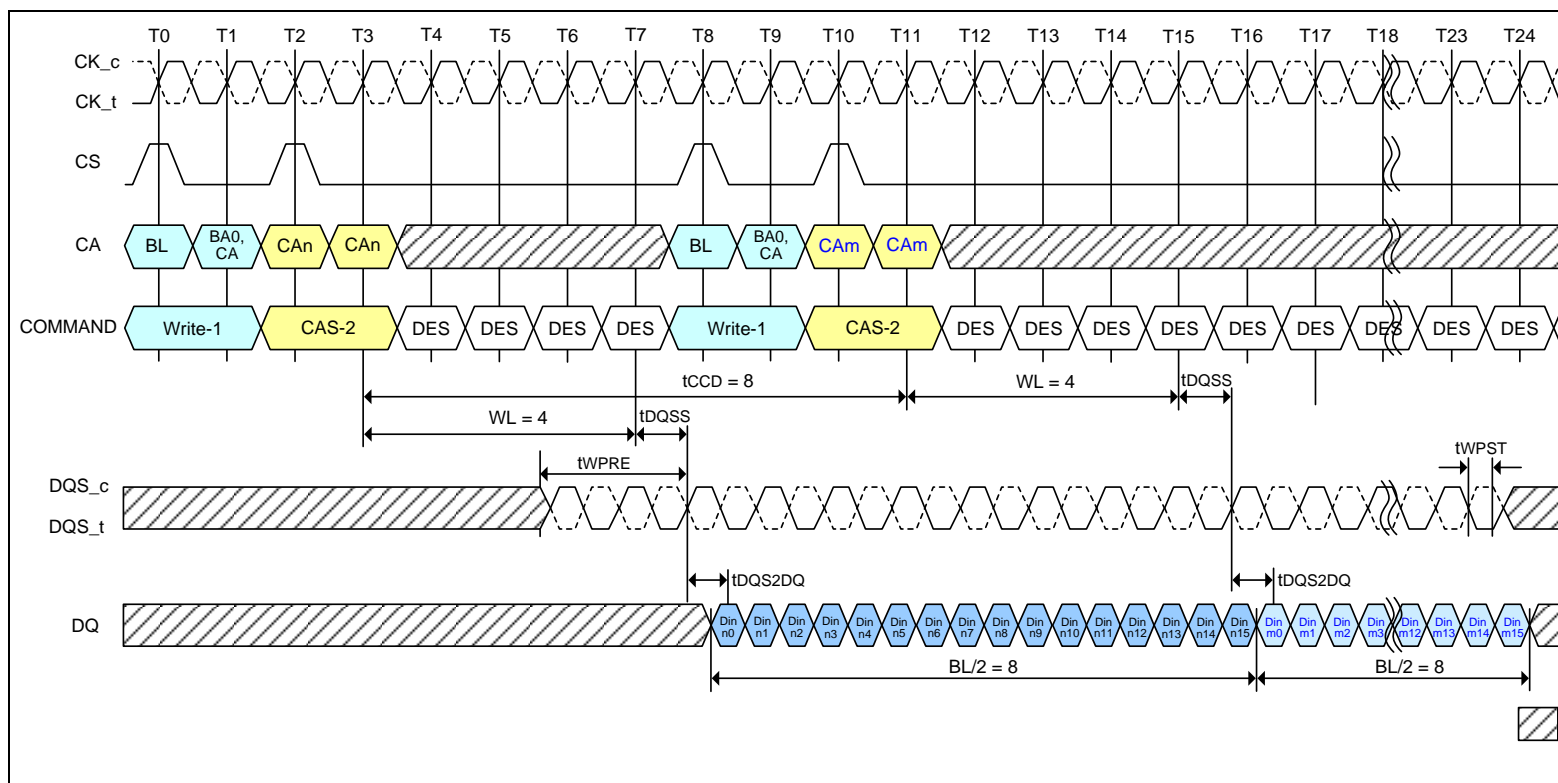 T0 T1 T2 T3 T4 T5 T6 T7 T8 T9 T10 T11 T12 T13 T14 T15 T16 T17 T18 T23 T24
CK_c
CK_t
CS
CA BL BA0, CA CAn CAn BL BA0, CA CAm CAm
COMMAND Write-1 CAS-2 DES DES DES DES Write-1 CAS-2 DES DES DES DES DES DES DES DES DES
tCCD = 8 WL = 4 tDQSS
WL = 4 tDQSS
tWPRE tWPST
DQS_c
DQS_t
tDQS2DQ tDQS2DQ
DQ Din n0 Din n1 Din n2 Din n3 Din n4 Din n5 Din n6 Din n7 Din n8 Din n9 Din n10 Din n11 Din n12 Din n13 Din n14 Din n15 Din m0 Din m1 Din m2 Din m3 Din m12 Din m13 Din m14 Din m15
BL/2 = 8 BL/2 = 8